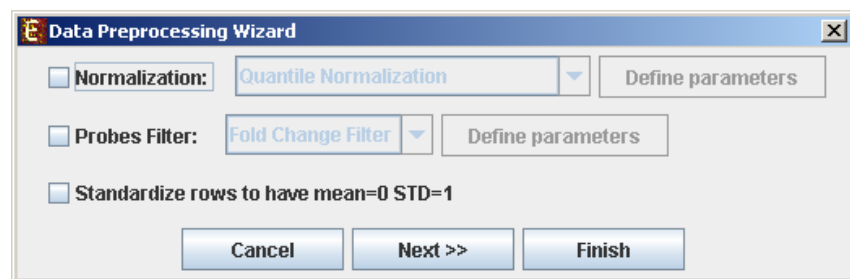 E Data Preprocessing Wizard
Normalization: Quantile Normalization Define parameters
Probes Filter: Fold Change Filter Define parameters
Standardize rows to have mean=0 STD=1
Cancel Next >> Finish